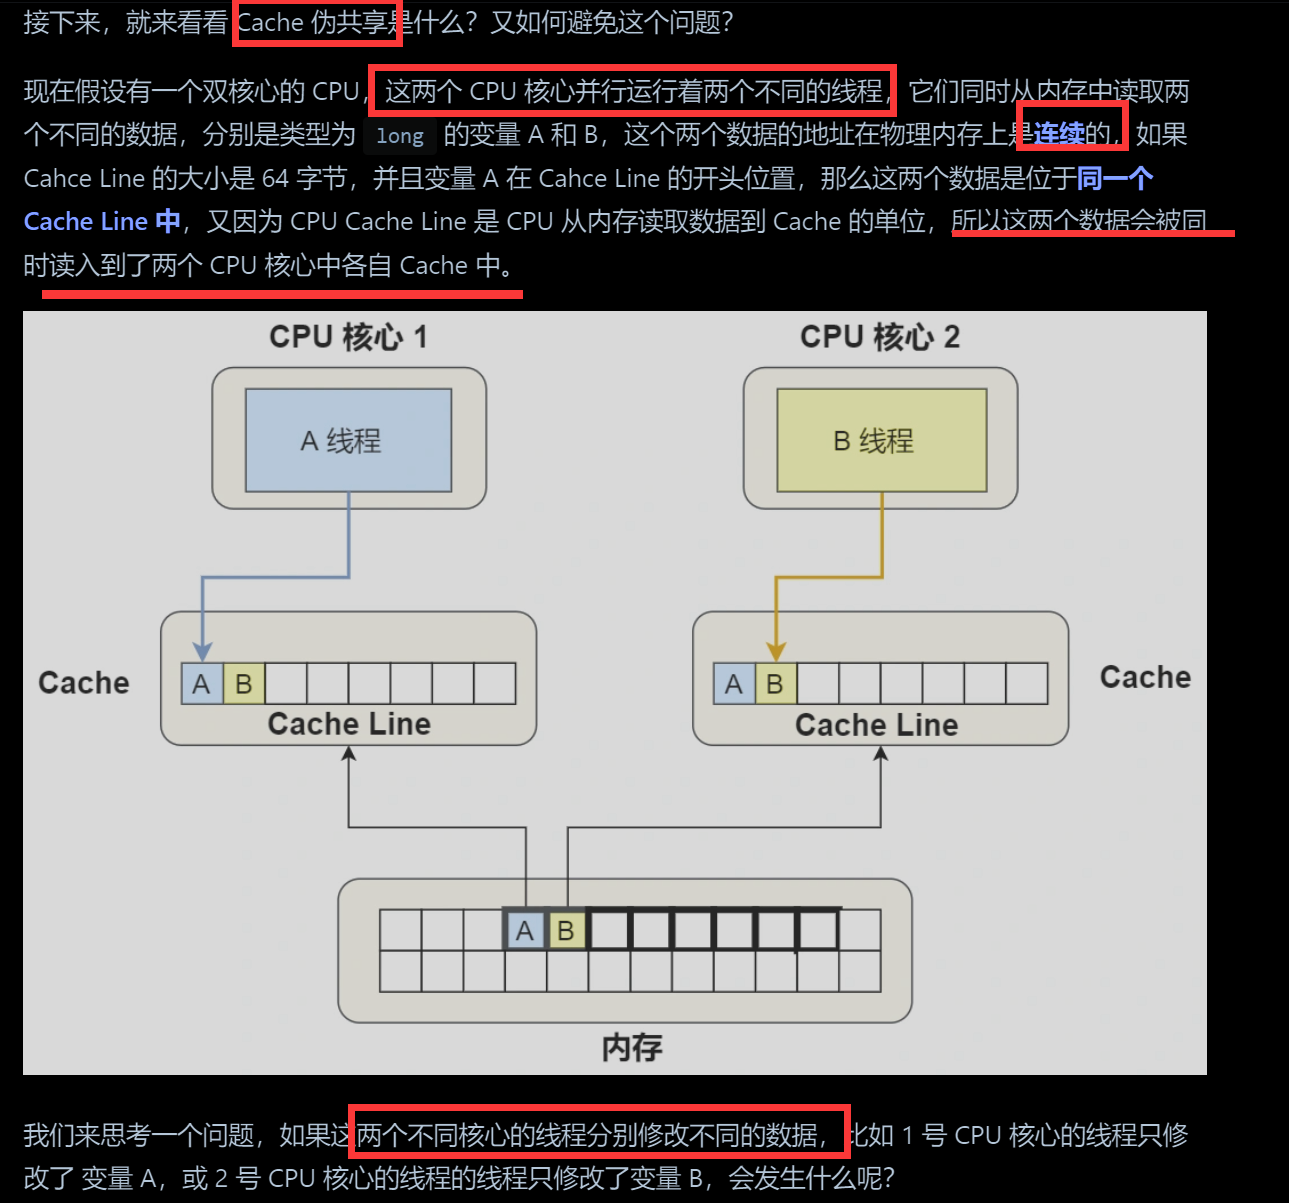 接下来，就来看看 Cache 伪共享是什么？又如何避免这个问题？
现在假设有一个双核心的 CPU，这两个 CPU 核心并行运行着两个不同的线程，它们同时从内存中读取两
个不同的数据，分别是类型为 long 的变量 A 和 B，这个两个数据的地址在物理内存上是连续的，如果
Cahce Line 的大小是 64 字节，并且变量 A 在 Cahce Line 的开头位置，那么这两个数据是位于同一个
Cache Line 中，又因为 CPU Cache Line 是 CPU 从内存读取数据到 Cache 的单位，所以这两个数据会被同
时读入到了两个 CPU 核心中各自 Cache 中。
CPU 核心 1
CPU 核心 2
A 线程
B 线程
Cache
A B
Cache Line
A B
Cache Line
Cache
A B
内存
我们来思考一个问题，如果这两个不同核心的线程分别修改不同的数据，比如 1 号 CPU 核心的线程只修
改了 变量 A，或 2 号 CPU 核心的线程的线程只修改了变量 B，会发生什么呢？